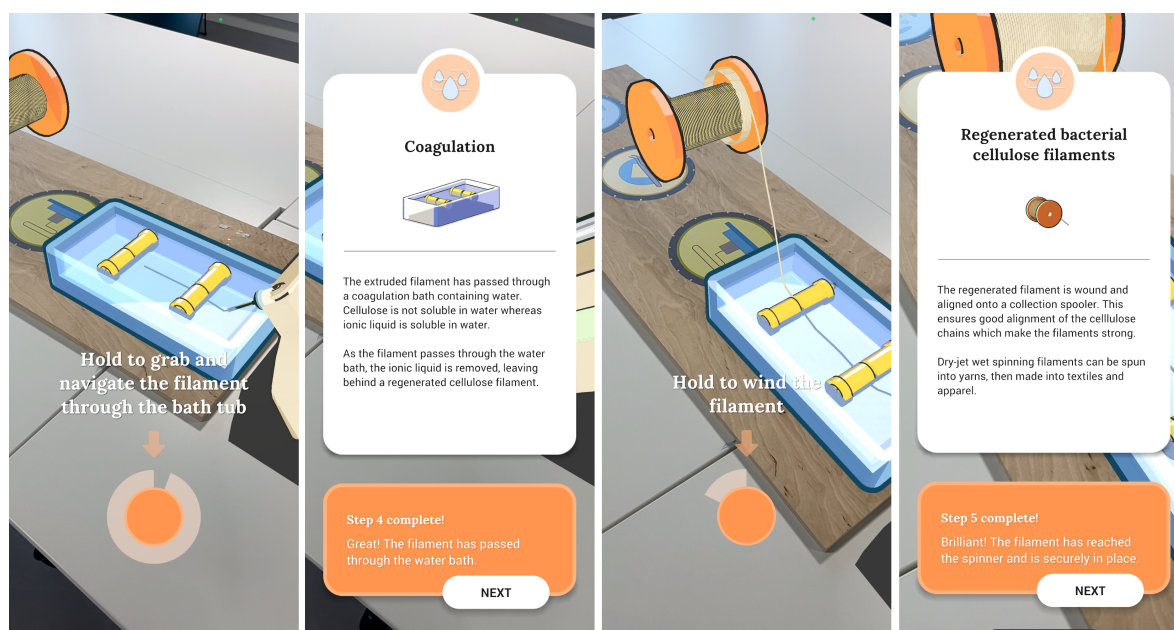 Hold to grab and
navigate the filament
through the bath tub
Coagulation
The extruded filament has passed through
a coagulation bath containing water.
Cellulose is not soluble in water whereas
ionic liquid is soluble in water.
As the filament passes through the water
bath, the ionic liquid is removed, leaving
behind a regenerated cellulose filament.
Step 4 complete!
Great! The filament has passed
through the water bath.
NEXT
Hold to wind the
filament
Regenerated bacterial
cellulose filaments
The regenerated filament is wound and
aligned onto a collection spooler. This
ensures good alignment of the celllulose
chains which make the filaments strong.
Dry-jet wet spinning filaments can be spun
into yarns, then made into textiles and
apparel.
Step 5 complete!
Brilliant! The filament has reached
the spinner and is securely in place.
NEXT